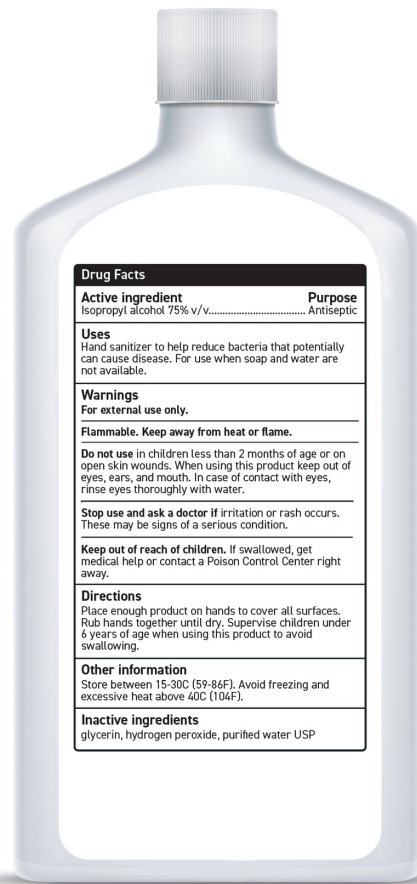 Drug Facts
Active ingredient Purpose
Isopropyl alcohol 75% v/v................................... Antiseptic
Uses
Hand sanitizer to help reduce bacteria that potentially
can cause disease. For use when soap and water are
not available.
Warnings
For external use only.
Flammable. Keep away from heat or flame.
Do not use in children less than 2 months of age or on
open skin wounds. When using this product keep out of
eyes, ears, and mouth. In case of contact with eyes,
rinse eyes thoroughly with water.
Stop use and ask a doctor if irritation or rash occurs.
These may be signs of a serious condition.
Keep out of reach of children. If swallowed, get
medical help or contact a Poison Control Center right
away.
Directions
Place enough product on hands to cover all surfaces.
Rub hands together until dry. Supervise children under
6 years of age when using this product to avoid
swallowing.
Other information
Store between 15-30C (59-86F). Avoid freezing and
excessive heat above 40C (104F).
Inactive ingredients
glycerin, hydrogen peroxide, purified water USP